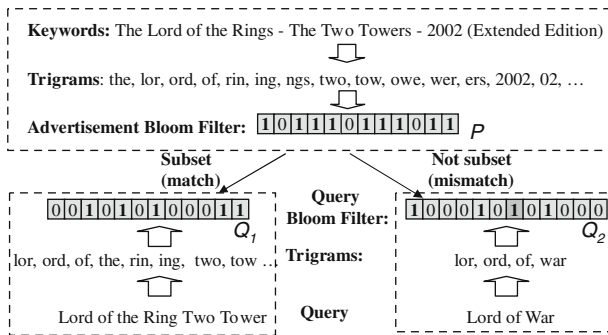 Keywords: The Lord of the Rings - The Two Towers - 2002 (Extended Edition)
Trigrams: the, lor, ord, of, rin, ing, ngs, two, tow, owe, wer, ers, 2002, 02, …
Advertisement Bloom Filter: 1 0 1 1 1 0 1 1 1 0 1 1 P
Subset
(match)
Not subset
(mismatch)
0 0 1 0 1 0 1 0 0 0 1 1
Q1
Query
Bloom Filter:
1 0 0 0 1 0 1 0 1 0 0 0
Q2
lor, ord, of, the, rin, ing, two, tow …
Trigrams:
lor, ord, of, war
Lord of the Ring Two Tower
Query
Lord of War